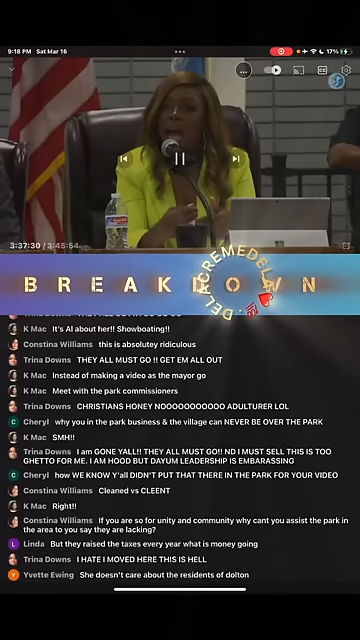 9:18 PM Sat Mar 16
17%
CC
3:37:30 / 3:45:54
BREAKDOWN
DELACREMEDELA
K Mac It's Al about her!! Showboating!!
Constina Williams this is absolutey ridiculous
Trina Downs THEY ALL MUST GO !! GET EM ALL OUT
K Mac Instead of making a video as the mayor go
K Mac Meet with the park commissioners
Trina Downs CHRISTIANS HONEY NOOOOOOOOOOO ADULTURER LOL
C Cheryl why you in the park business & the village can NEVER BE OVER THE PARK
K Mac SMH!!
Trina Downs I am GONE YALL!! THEY ALL MUST GO!! ND I MUST SELL THIS IS TOO
GHETTO FOR ME. I AM HOOD BUT DAYUM LEADERSHIP IS EMBARASSING
C Cheryl how WE KNOW Y'all DIDN'T PUT THAT THERE IN THE PARK FOR YOUR VIDEO
Constina Williams Cleaned vs CLEENT
K Mac Right!!
Constina Williams If you are so for unity and community why cant you assist the park in
the area to you say they are lacking?
L Linda But they raised the taxes every year what is money going
Trina Downs I HATE I MOVED HERE THIS IS HELL
Y Yvette Ewing She doesn't care about the residents of dolton